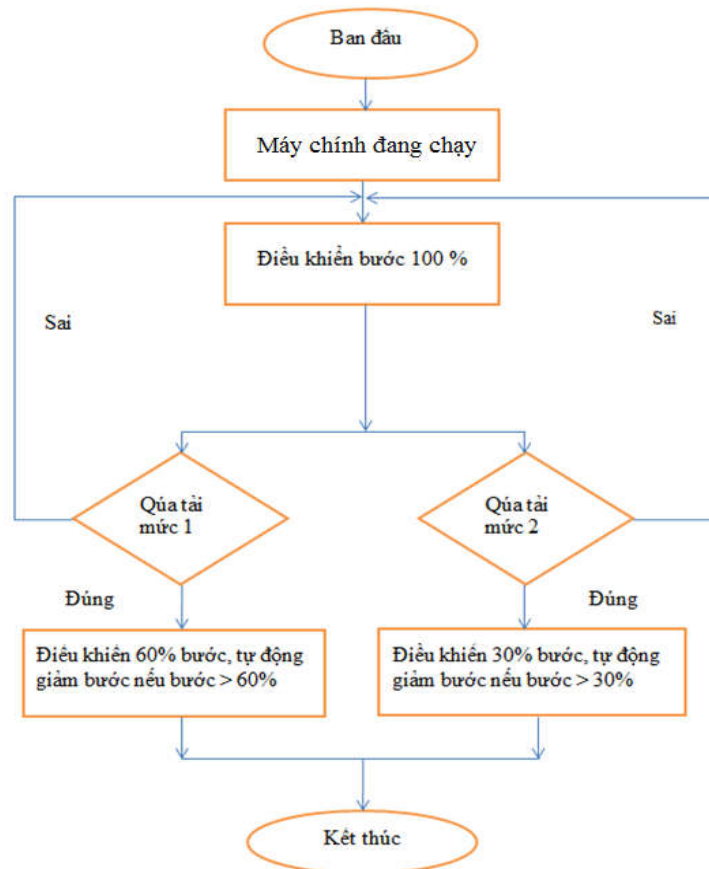 Ban đầu
Máy chính đang chạy
Điều khiển bước 100 %
Sai
Sai
Qúa tải
mức 1
Qúa tải
mức 2
Đúng
Đúng
Điều khiển 60% bước, tự động
giảm bước nếu bước > 60%
Điều khiển 30% bước, tự động
giảm bước nếu bước > 30%
Kết thúc